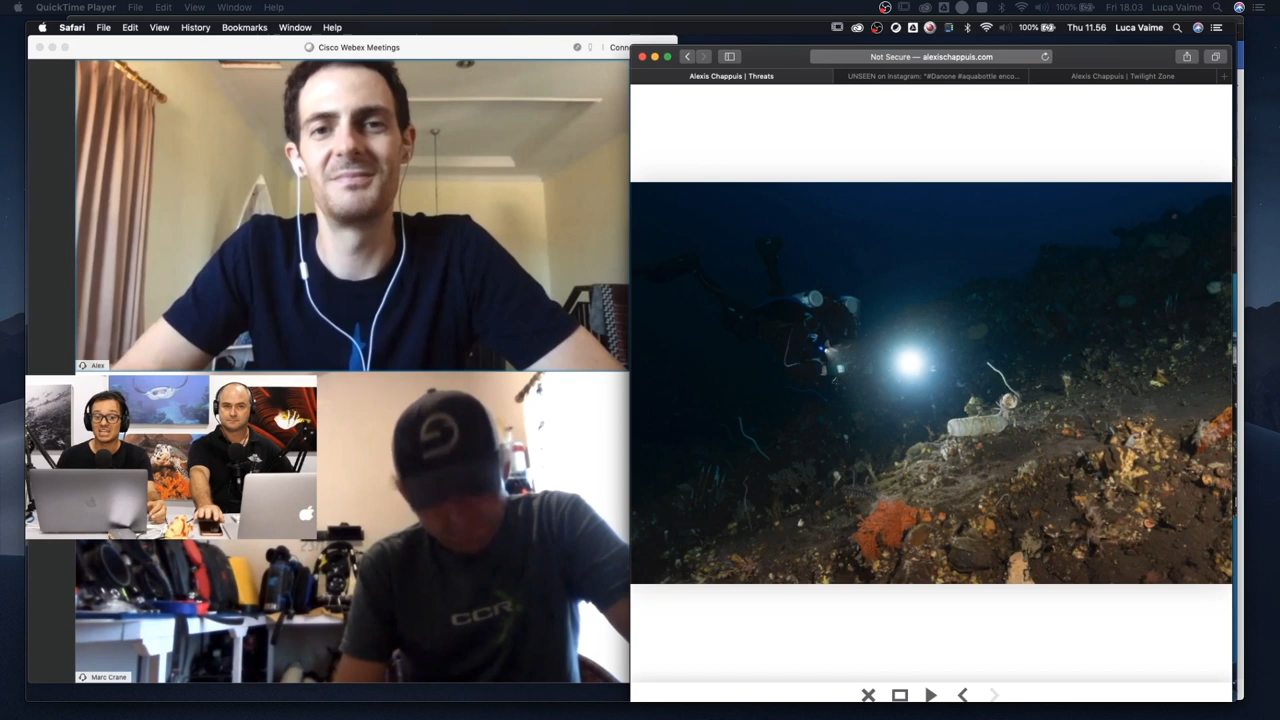 QuickTime Player File Edit View Window Help 100% Fri 18.03 Luca Vaime
Safari File Edit View History Bookmarks Window Help 100% Thu 11.56 Luca Vaime
Cisco Webex Meetings Conne
Not Secure — alexischappuis.com
Alexis Chappuis | Threats UNSEEN on Instagram: "#Danone #aquabottle enco... Alexis Chappuis | Twilight Zone
Alex
CCR
Marc Crane